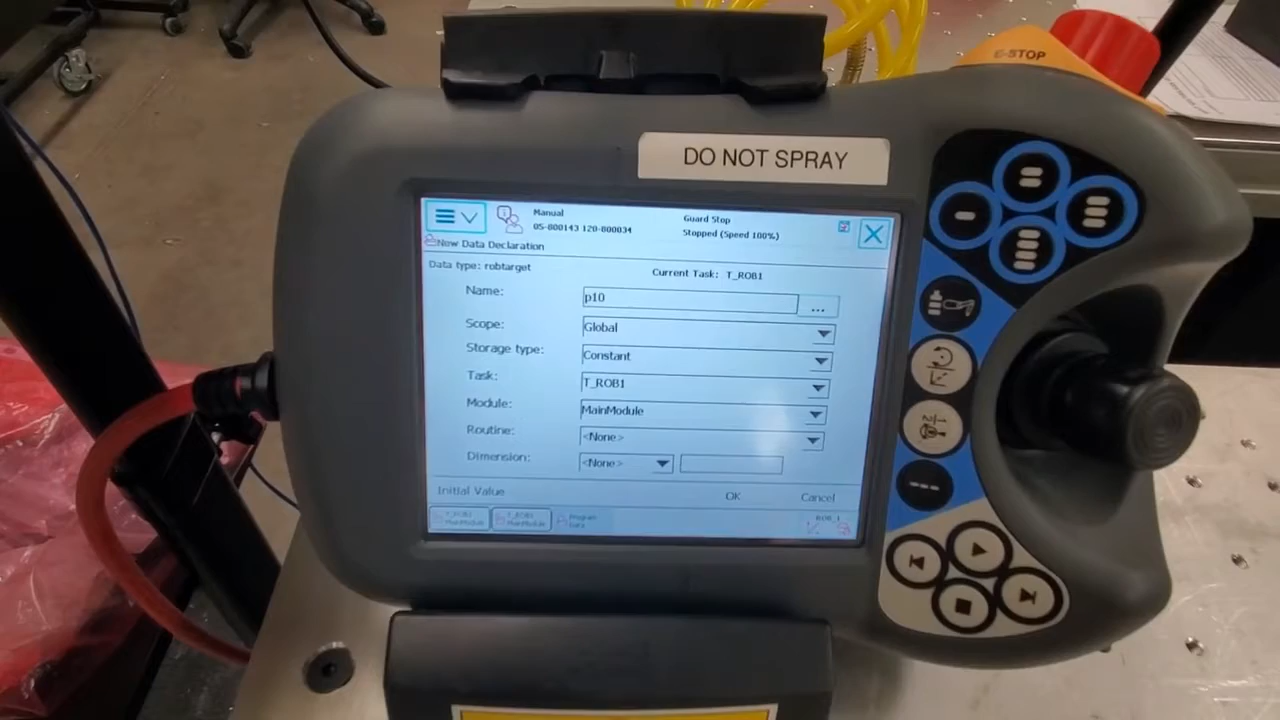 E-STOP
DO NOT SPRAY
Manual
05-800143 120-800034
Guard Stop
Stopped (Speed 100%)
New Data Declaration
Data type: robtarget
Current Task: T_ROB1
Name:
p10
...
Scope:
Global
Storage type:
Constant
Task:
T_ROB1
Module:
MainModule
Routine:
<None>
Dimension:
<None>
Initial Value
OK
Cancel
T_ROB1
MainModule
T_ROB1
MainModule
Program
Data
ROB_1